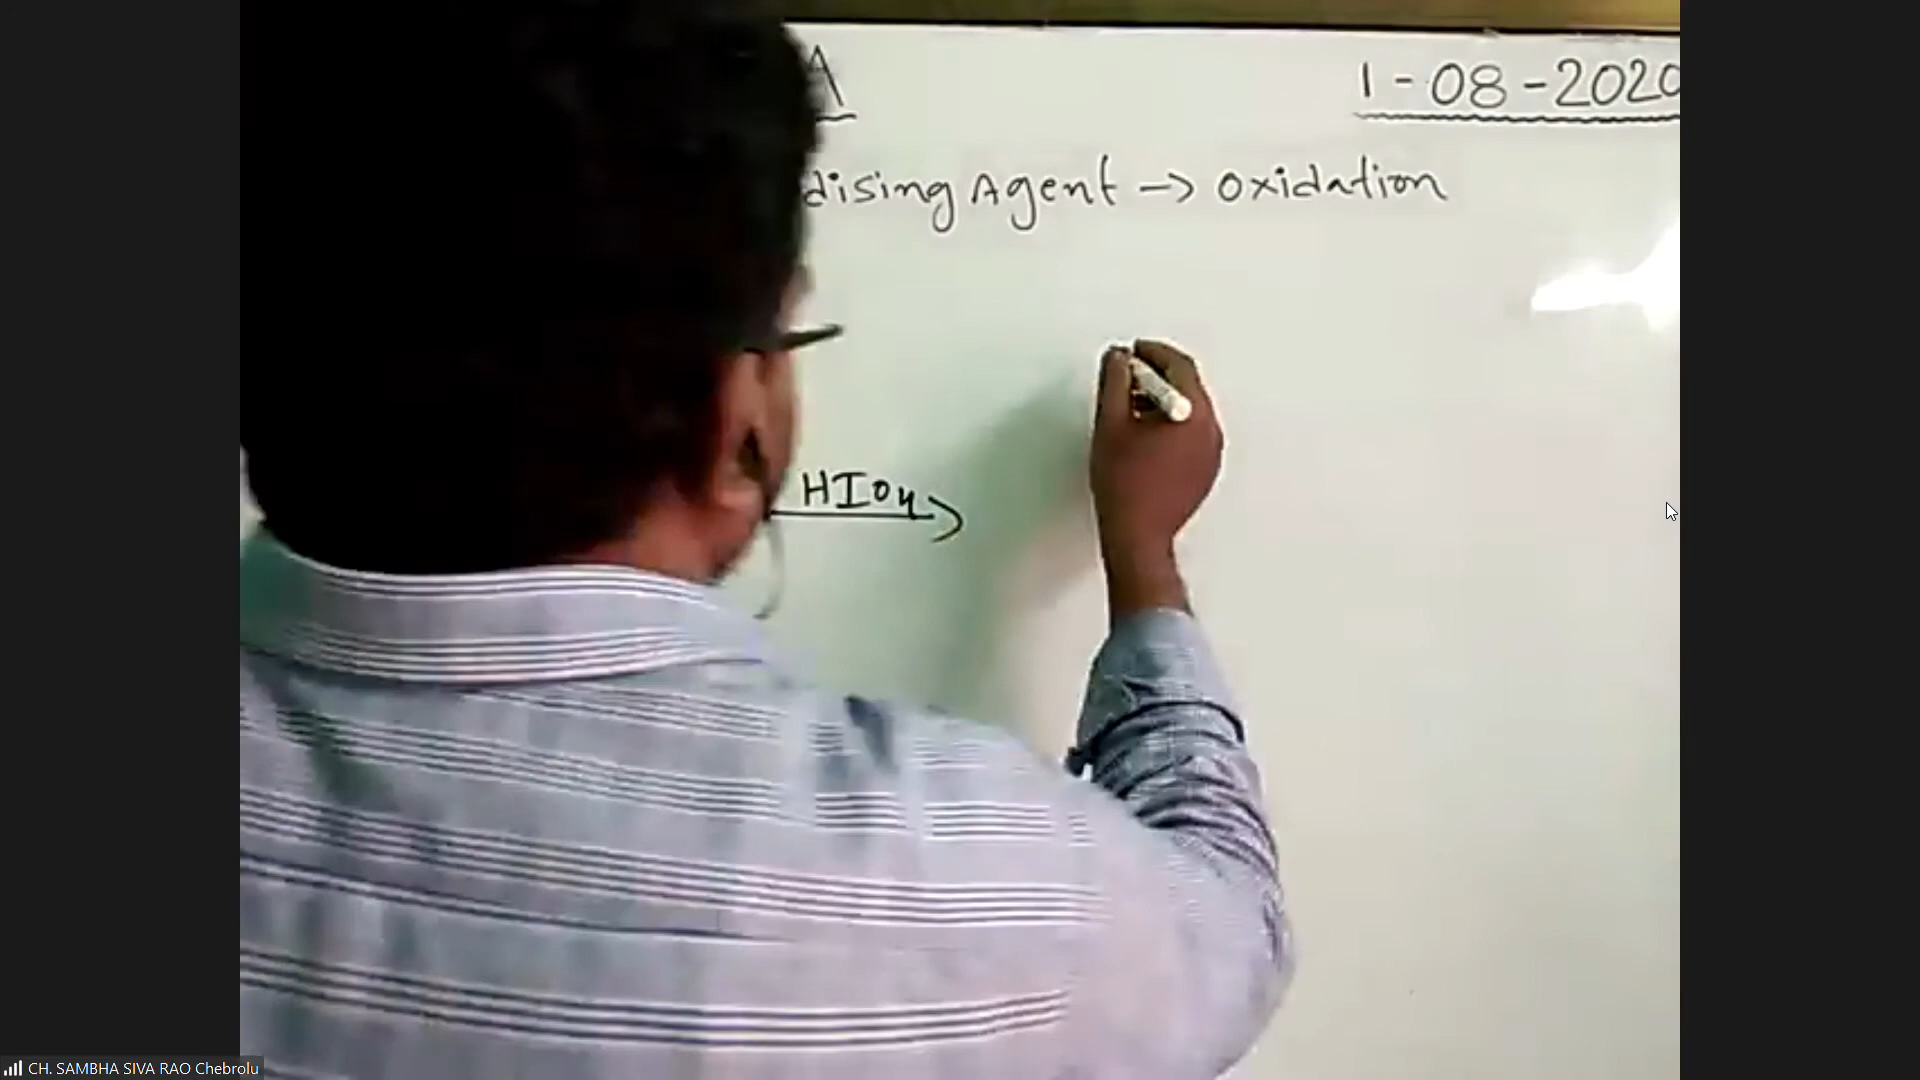 A
1-08-2020
dising Agent -> Oxidation
HIO4
CH. SAMBHA SIVA RAO Chebrolu